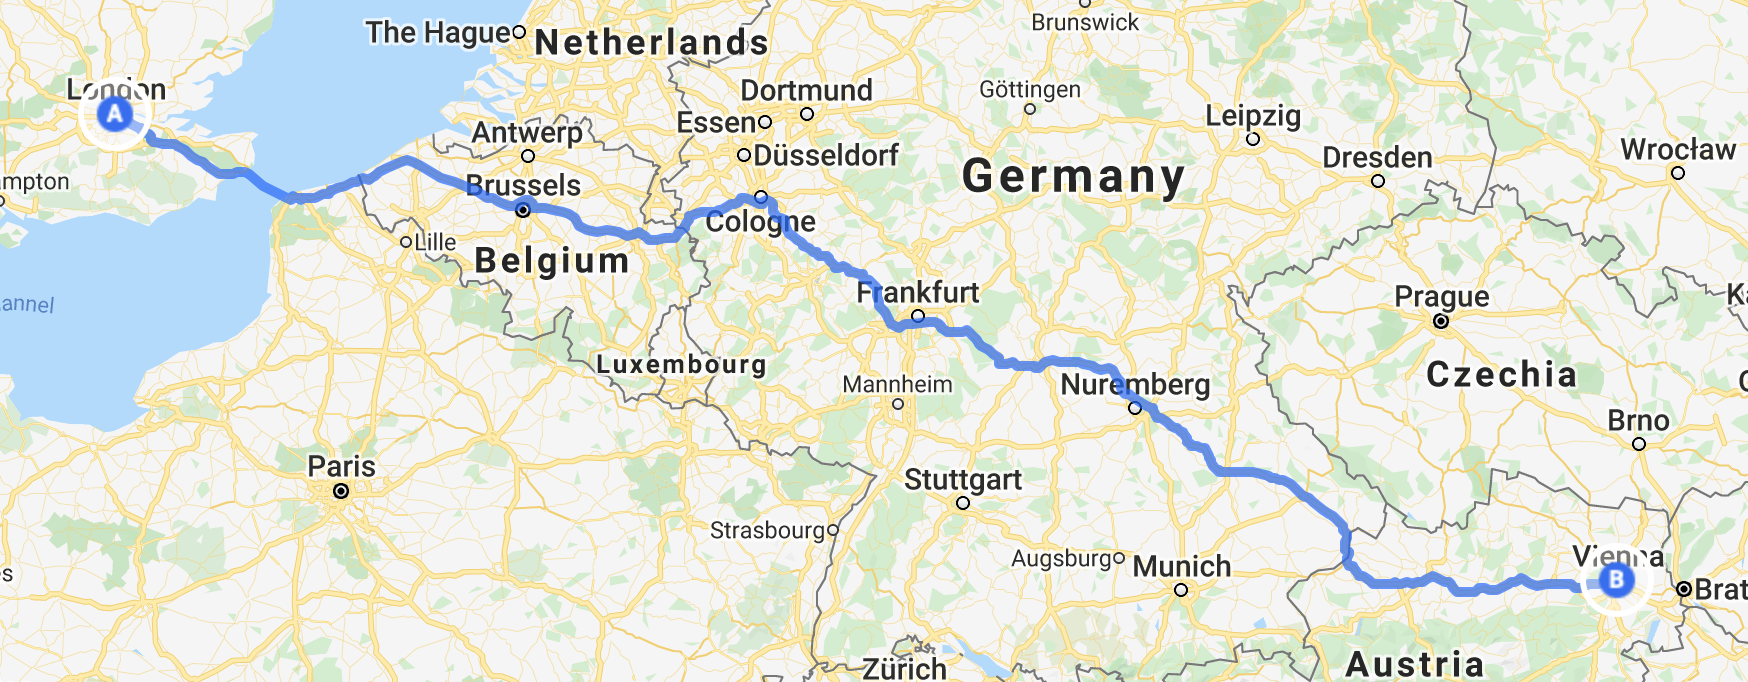 Brunswick
The Hague
Netherlands
London
A
Dortmund
Göttingen
Essen
Leipzig
Antwerp
Düsseldorf
Dresden
Wrocław
Germany
ampton
Brussels
Cologne
Lille
Belgium
Frankfurt
Prague
annel
Luxembourg
Czechia
Mannheim
Nuremberg
Brno
Paris
Stuttgart
Strasbourg
Augsburg
Munich
Vienna
B
Brat
Zürich
Austria